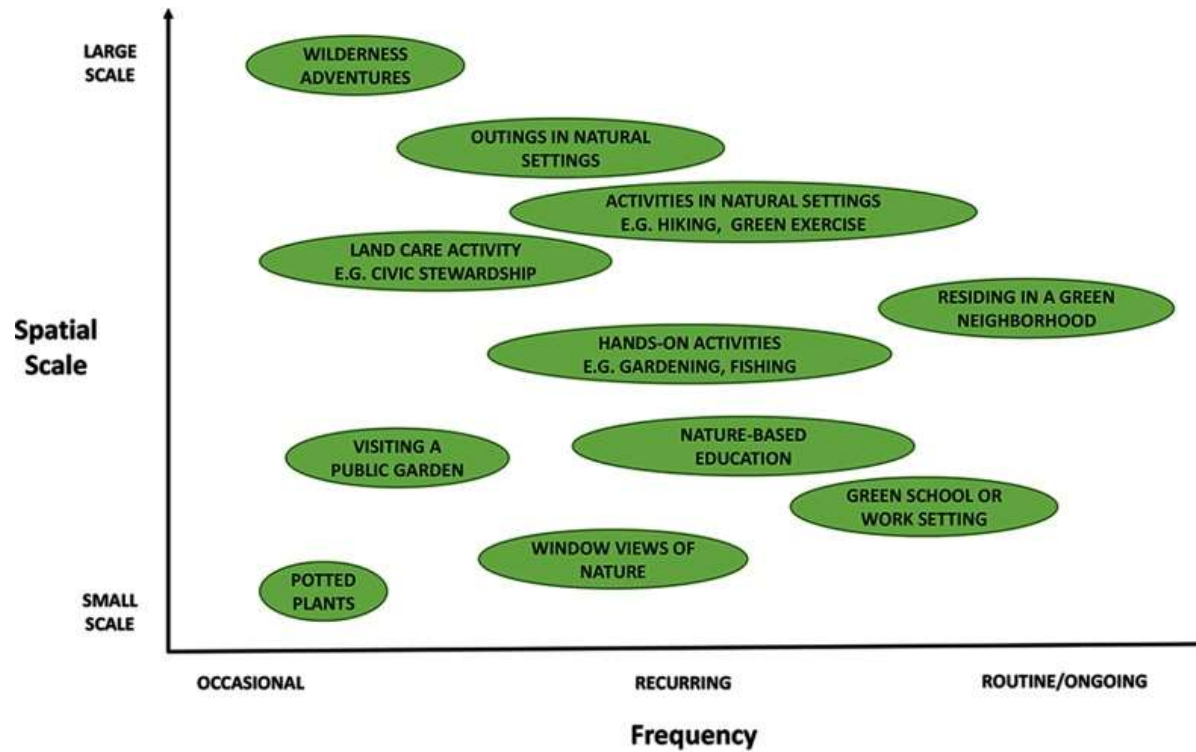 LARGE
SCALE
WILDERNESS
ADVENTURES
OUTINGS IN NATURAL
SETTINGS
ACTIVITIES IN NATURAL SETTINGS
E.G. HIKING, GREEN EXERCISE
LAND CARE ACTIVITY
E.G. CIVIC STEWARDSHIP
RESIDING IN A GREEN
NEIGHBORHOOD
Spatial
Scale
HANDS-ON ACTIVITIES
E.G. GARDENING, FISHING
VISITING A
PUBLIC GARDEN
NATURE-BASED
EDUCATION
GREEN SCHOOL OR
WORK SETTING
WINDOW VIEWS OF
NATURE
POTTED
PLANTS
SMALL
SCALE
OCCASIONAL
RECURRING
ROUTINE/ONGOING
Frequency